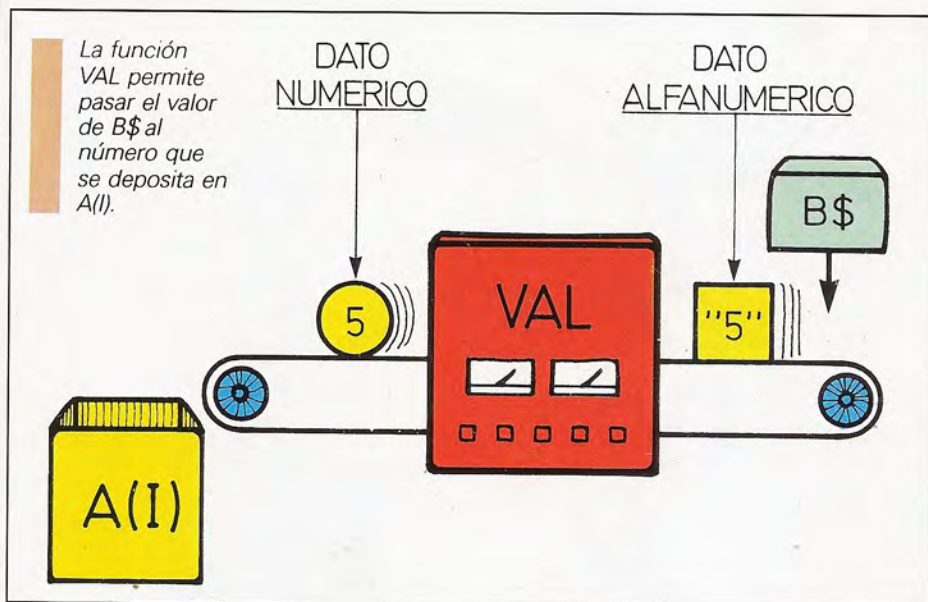 La función
VAL permite
pasar el valor
de B$ al
número que
se deposita en
A(I).
DATO
NUMERICO
DATO
ALFANUMERICO
B$
VAL
5
"5"
A(I)